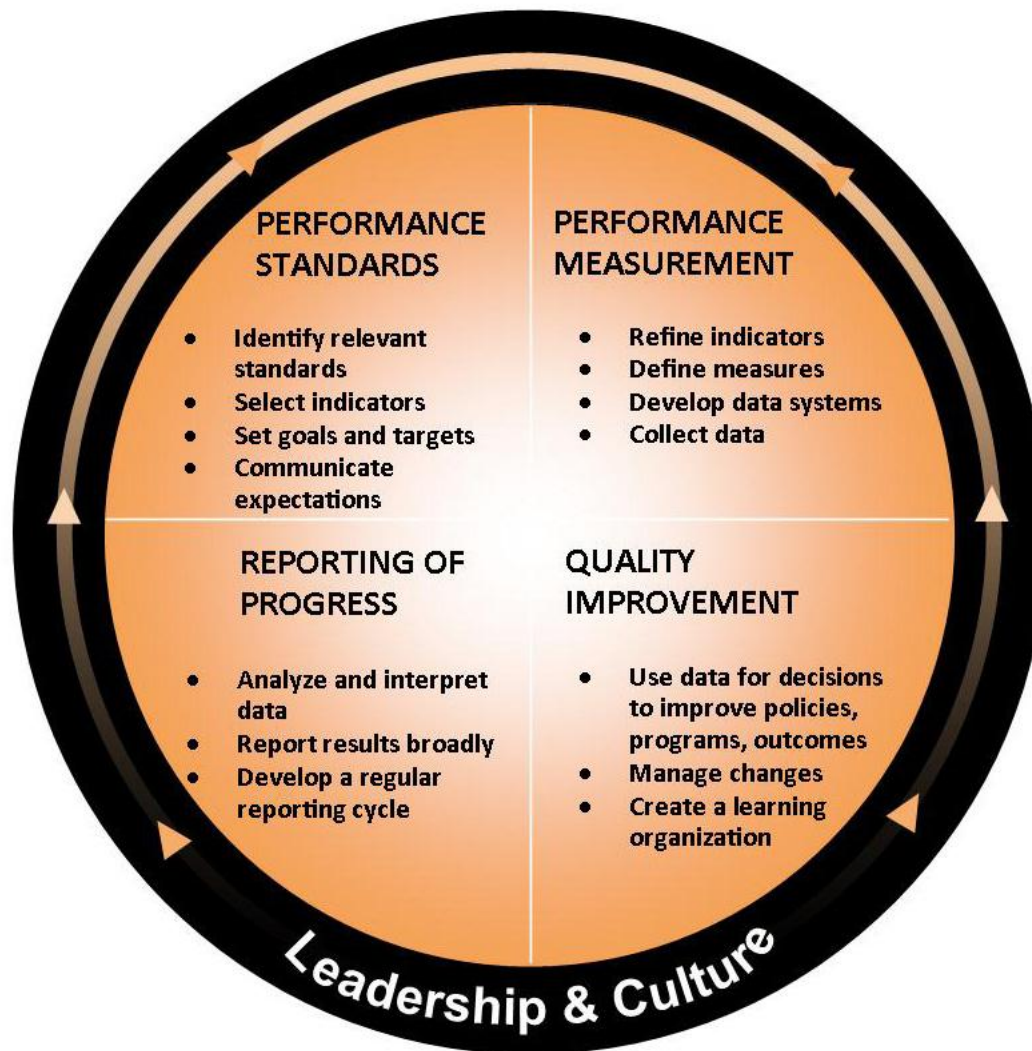 PERFORMANCE
STANDARDS
• Identify relevant
standards
• Select indicators
• Set goals and targets
• Communicate
expectations
PERFORMANCE
MEASUREMENT
• Refine indicators
• Define measures
• Develop data systems
• Collect data
REPORTING OF
PROGRESS
• Analyze and interpret
data
• Report results broadly
• Develop a regular
reporting cycle
QUALITY
IMPROVEMENT
• Use data for decisions
to improve policies,
programs, outcomes
• Manage changes
• Create a learning
organization
Leadership & Culture